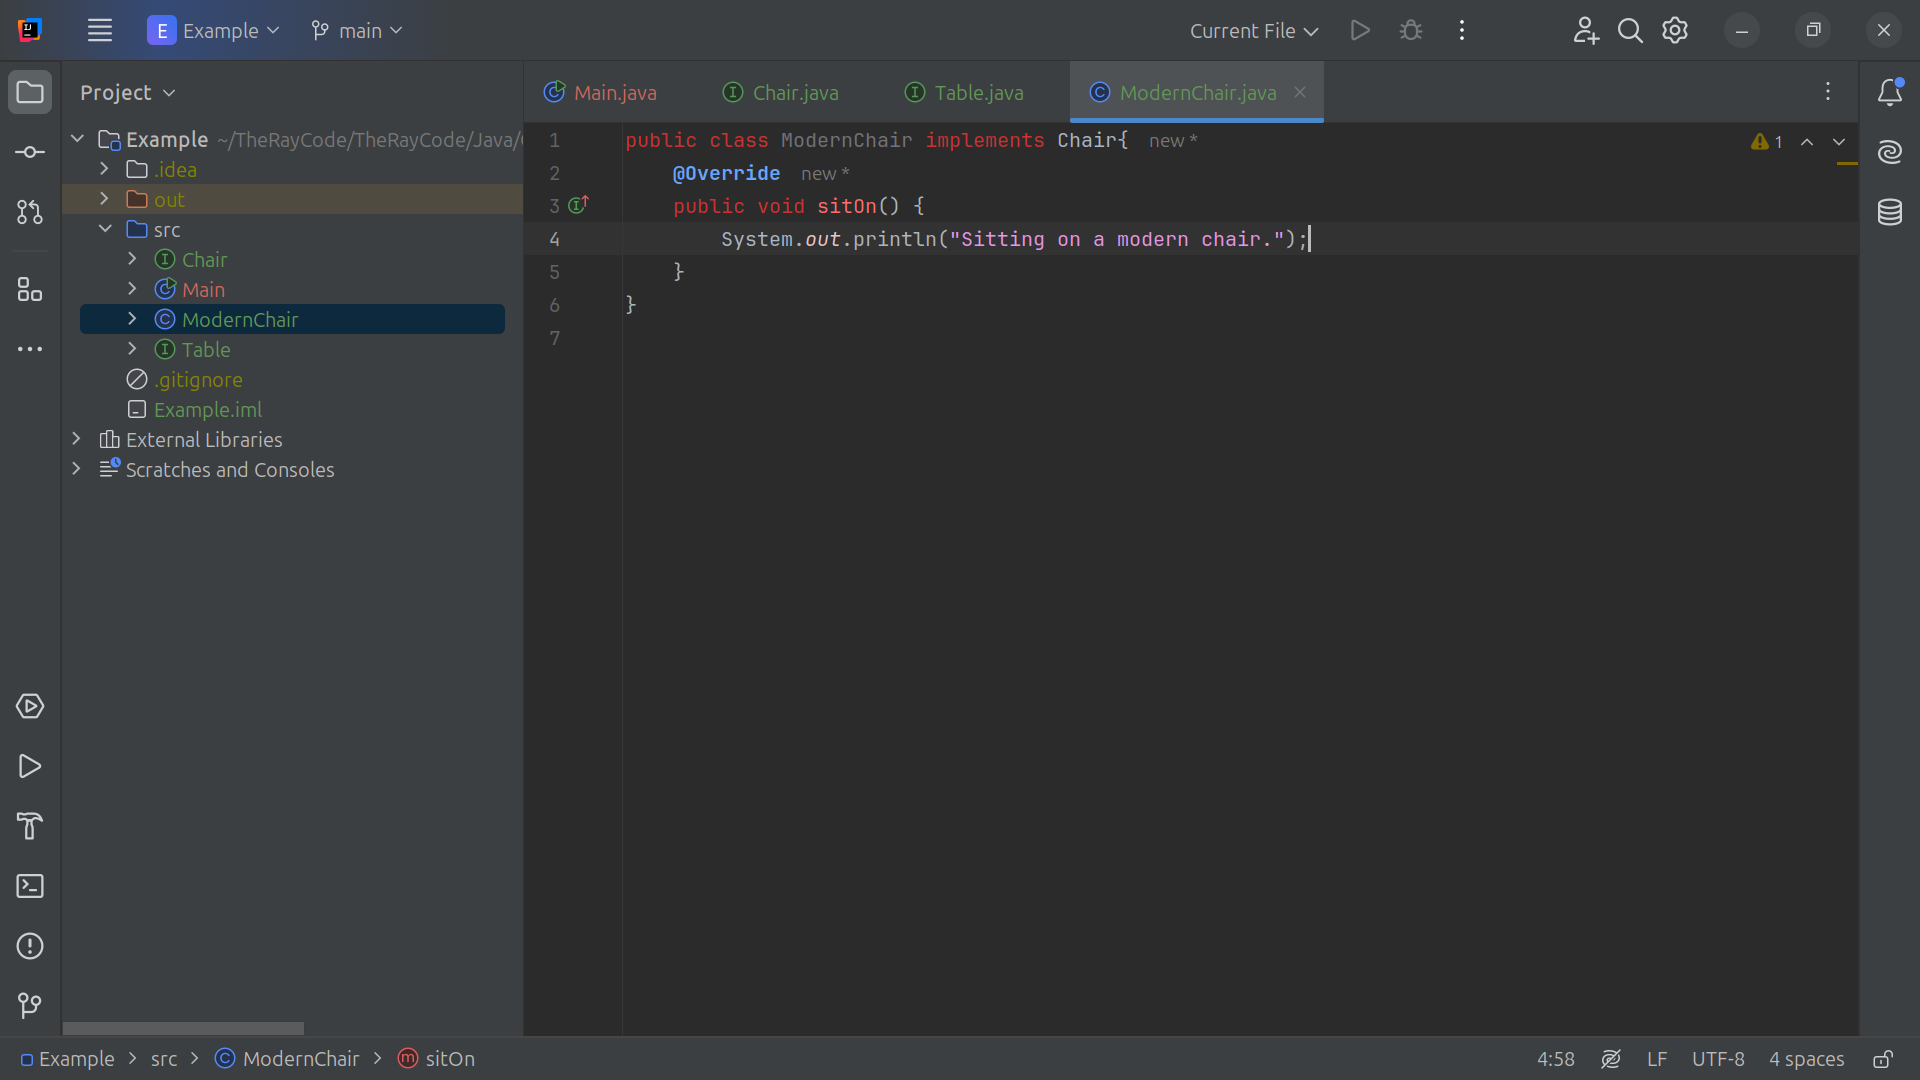 E Example main Current File
Project
Main.java Chair.java Table.java ModernChair.java
Example ~/TheRayCode/TheRayCode/Java/
.idea
out
src
Chair
Main
ModernChair
Table
.gitignore
Example.iml
External Libraries
Scratches and Consoles
1 public class ModernChair implements Chair{ new *
2 @Override new *
3 public void sitOn() {
4 System.out.println("Sitting on a modern chair.");
5 }
6 }
7
1
Example > src > ModernChair > sitOn
4:58 LF UTF-8 4 spaces